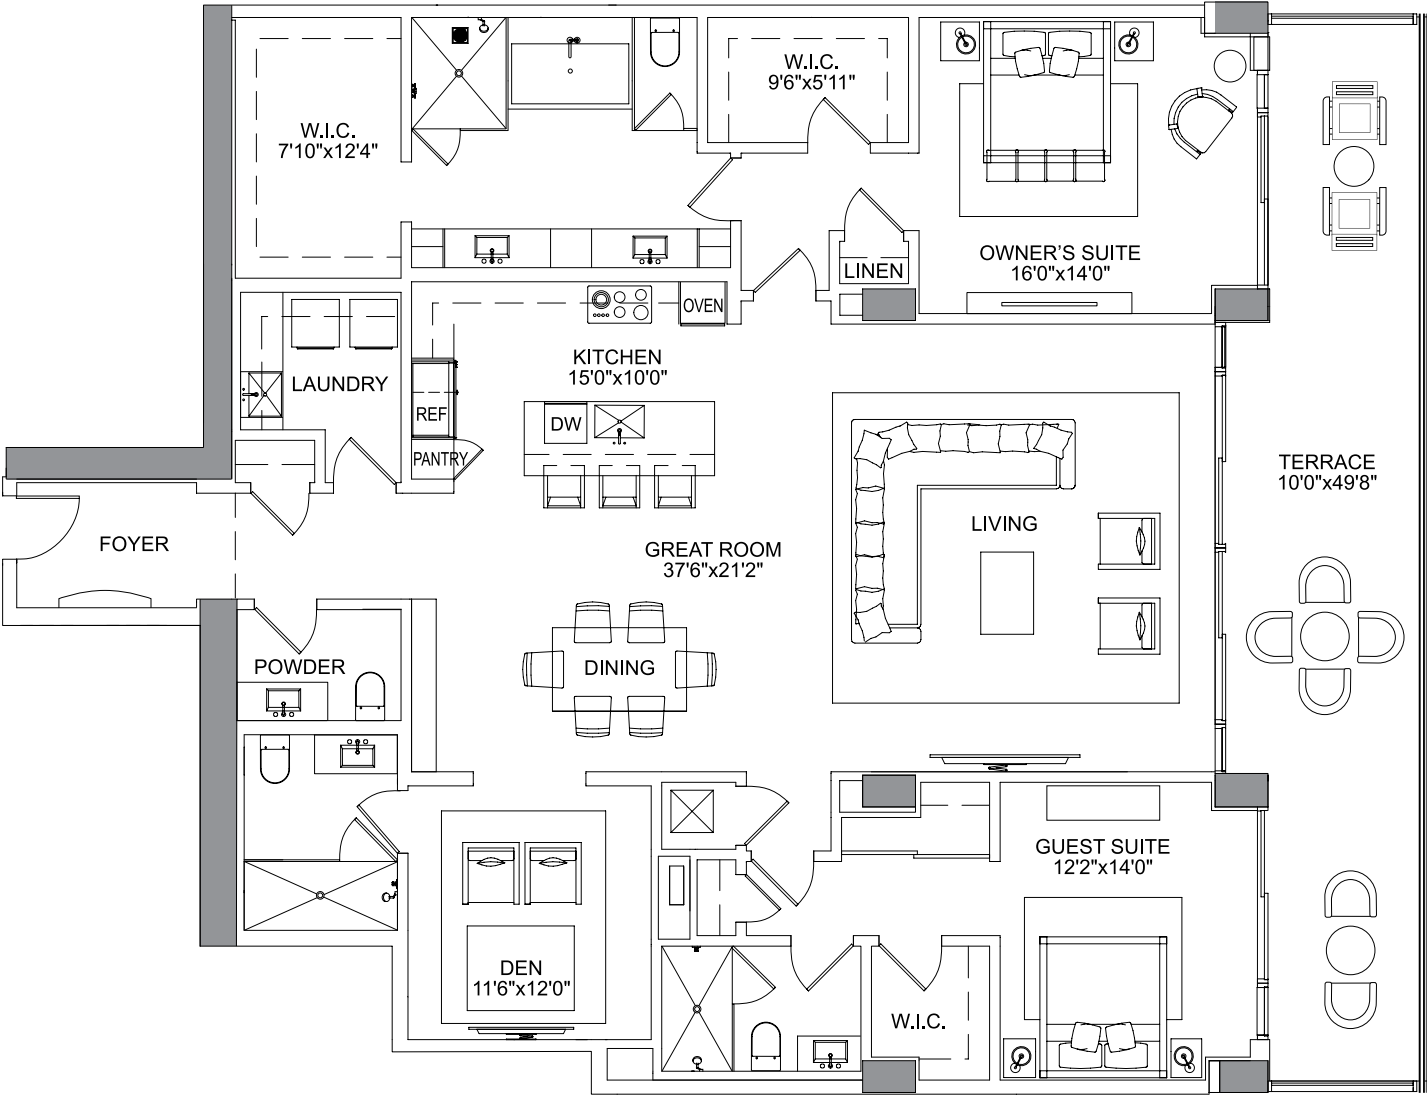 W.I.C.
9'6"x5'11"
W.I.C.
7'10"x12'4"
OWNER'S SUITE
16'0"x14'0"
LINEN
OVEN
KITCHEN
15'0"x10'0"
LAUNDRY
REF
DW
PANTRY
TERRACE
10'0"x49'8"
LIVING
FOYER
GREAT ROOM
37'6"x21'2"
POWDER
DINING
GUEST SUITE
12'2"x14'0"
DEN
11'6"x12'0"
W.I.C.